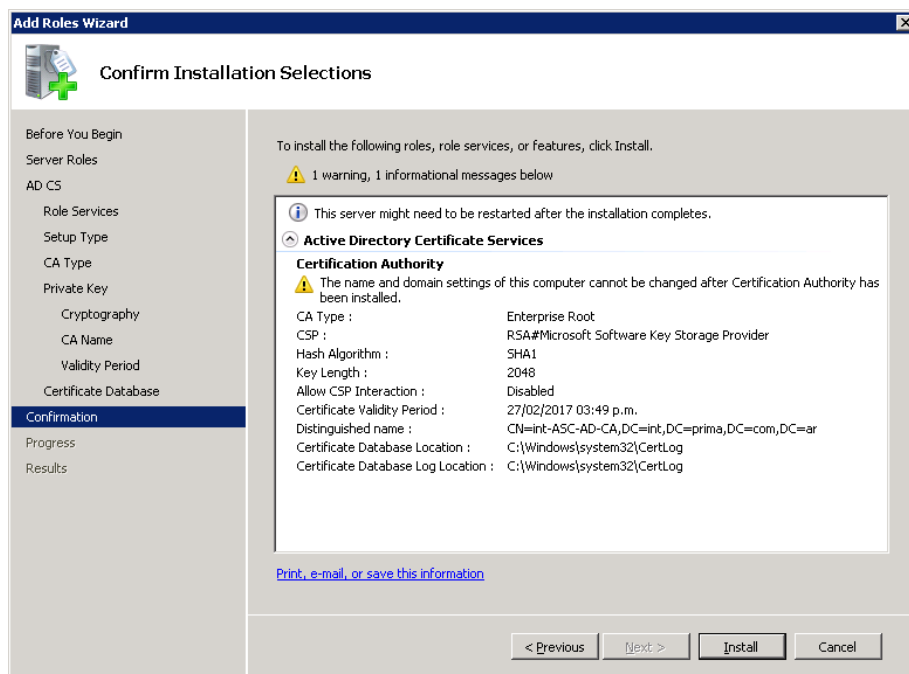 Add Roles Wizard
Confirm Installation Selections
Before You Begin
Server Roles
AD CS
Role Services
Setup Type
CA Type
Private Key
Cryptography
CA Name
Validity Period
Certificate Database
Confirmation
Progress
Results
To install the following roles, role services, or features, click Install.
1 warning, 1 informational messages below
This server might need to be restarted after the installation completes.
Active Directory Certificate Services
Certification Authority
The name and domain settings of this computer cannot be changed after Certification Authority has
been installed.
CA Type : Enterprise Root
CSP : RSA#Microsoft Software Key Storage Provider
Hash Algorithm : SHA1
Key Length : 2048
Allow CSP Interaction : Disabled
Certificate Validity Period : 27/02/2017 03:49 p.m.
Distinguished name : CN=int-ASC-AD-CA,DC=int,DC=prima,DC=com,DC=ar
Certificate Database Location : C:\Windows\system32\CertLog
Certificate Database Log Location : C:\Windows\system32\CertLog
Print, e-mail, or save this information
< Previous Next > Install Cancel